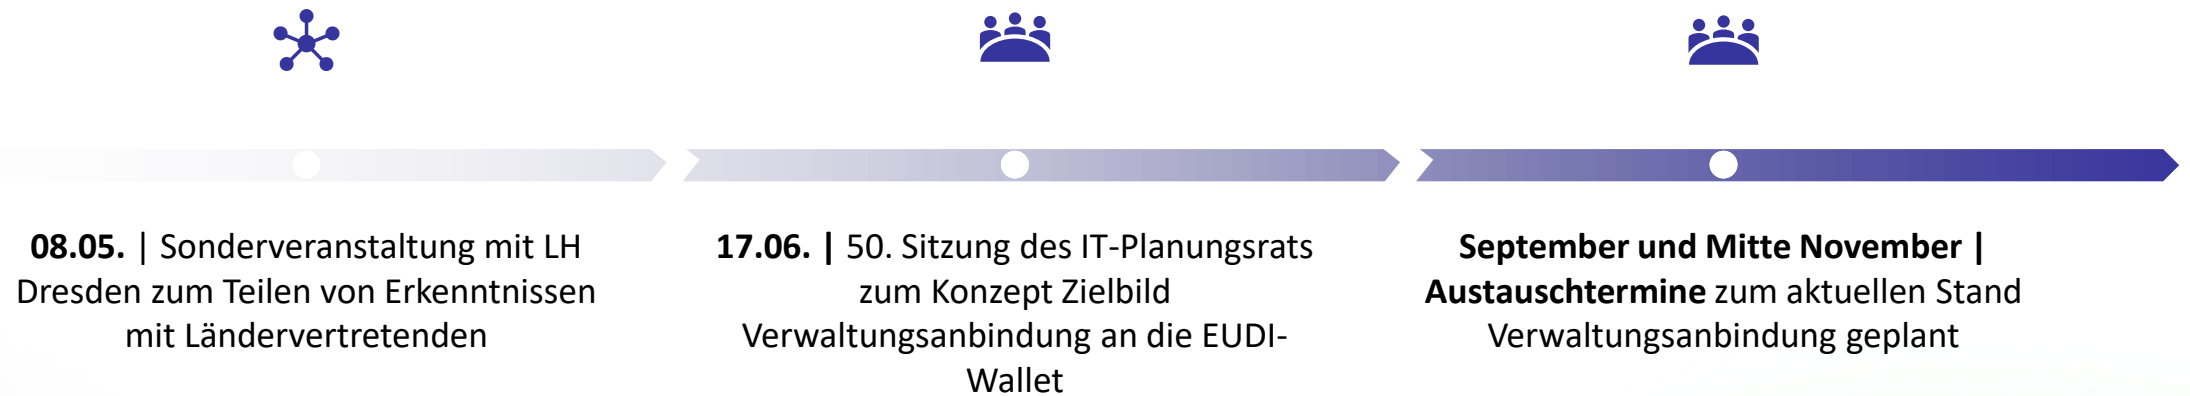 08.05. | Sonderveranstaltung mit LH
Dresden zum Teilen von Erkenntnissen
mit Ländervertretenden
17.06. | 50. Sitzung des IT-Planungsrats
zum Konzept Zielbild
Verwaltungsanbindung an die EUDI-
Wallet
September und Mitte November |
Austauschtermine zum aktuellen Stand
Verwaltungsanbindung geplant